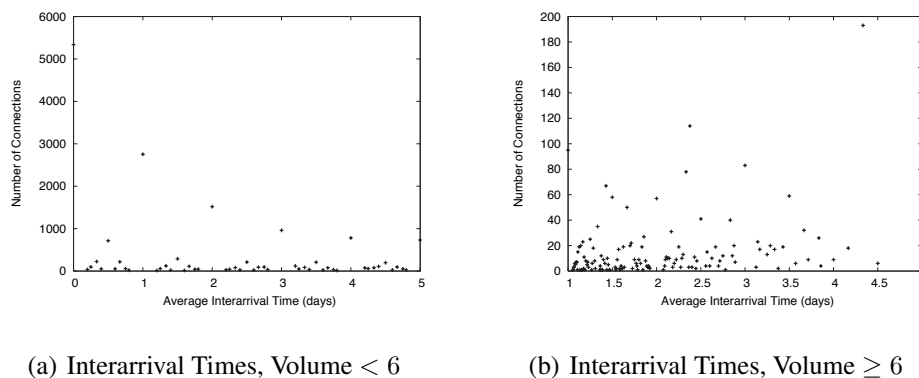 6000
5000
4000
3000
2000
1000
0
Number of Connections
0 1 2 3 4 5
Average Interarrival Time (days)
(a) Interarrival Times, Volume < 6
200
180
160
140
120
100
80
60
40
20
0
Number of Connections
1 1.5 2 2.5 3 3.5 4 4.5
Average Interarrival Time (days)
(b) Interarrival Times, Volume ≥ 6